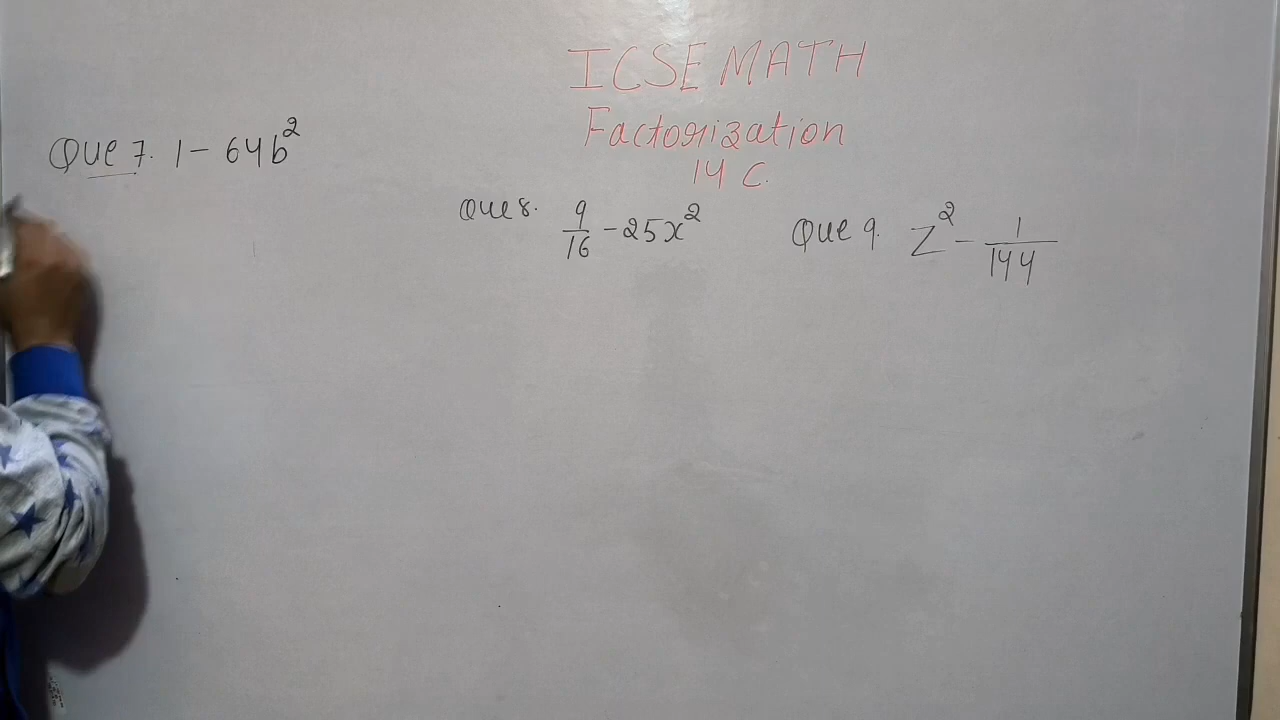 ICSE MATH
Factorization
14 C.
Que 7. 1 - 64b²
Que 8. 9/16 - 25x²
Que 9. Z² - 1/144